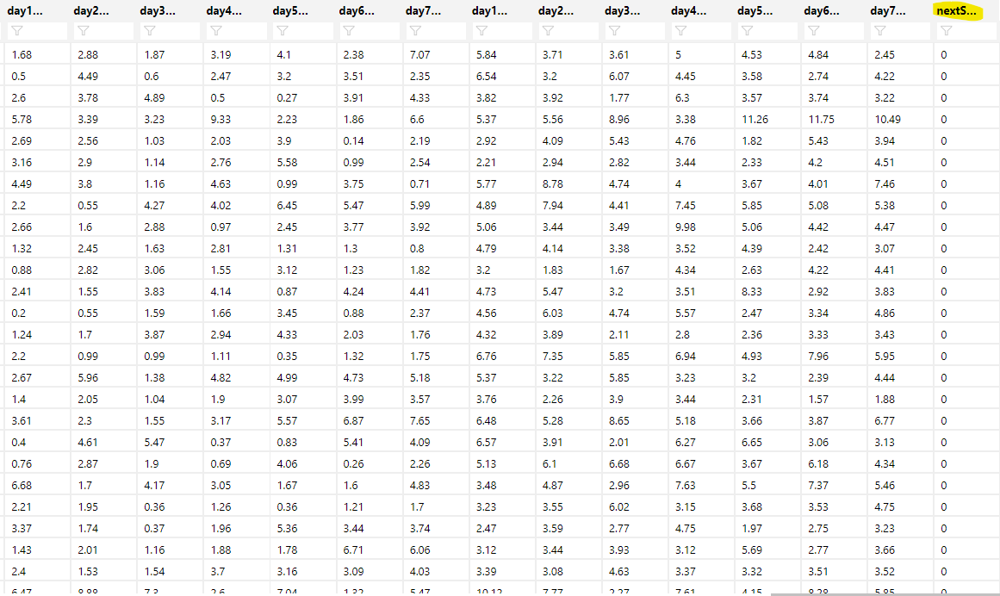 day1... day2... day3... day4... day5... day6... day7... day1... day2... day3... day4... day5... day6... day7... nextS...
1.68 2.88 1.87 3.19 4.1 2.38 7.07 5.84 3.71 3.61 5 4.53 4.84 2.45 0
0.5 4.49 0.6 2.47 3.2 3.51 2.35 6.54 3.2 6.07 4.45 3.58 2.74 4.22 0
2.6 3.78 4.89 0.5 0.27 3.91 4.33 3.82 3.92 1.77 6.3 3.57 3.74 3.22 0
5.78 3.39 3.23 9.33 2.23 1.86 6.6 5.37 5.56 8.96 3.38 11.26 11.75 10.49 0
2.69 2.56 1.03 2.03 3.9 0.14 2.19 2.92 4.09 5.43 4.76 1.82 5.43 3.94 0
3.16 2.9 1.14 2.76 5.58 0.99 2.54 2.21 2.94 2.82 3.44 2.33 4.2 4.51 0
4.49 3.8 1.16 4.63 0.99 3.75 0.71 5.77 8.78 4.74 4 3.67 4.01 7.46 0
2.2 0.55 4.27 4.02 6.45 5.47 5.99 4.89 7.94 4.41 7.45 5.85 5.08 5.38 0
2.66 1.6 2.88 0.97 2.45 3.77 3.92 5.06 3.44 3.49 9.98 5.06 4.42 4.47 0
1.32 2.45 1.63 2.81 1.31 1.3 0.8 4.79 4.14 3.38 3.52 4.39 2.42 3.07 0
0.88 2.82 3.06 1.55 3.12 1.23 1.82 3.2 1.83 1.67 4.34 2.63 4.22 4.41 0
2.41 1.55 3.83 4.14 0.87 4.24 4.41 4.73 5.47 3.2 3.51 8.33 2.92 3.83 0
0.2 0.55 1.59 1.66 3.45 0.88 2.37 4.56 6.03 4.74 5.57 2.47 3.34 4.86 0
1.24 1.7 3.87 2.94 4.33 2.03 1.76 4.32 3.89 2.11 2.8 2.36 3.33 3.43 0
2.2 0.99 0.99 1.11 0.35 1.32 1.75 6.76 7.35 5.85 6.94 4.93 7.96 5.95 0
2.67 5.96 1.38 4.82 4.99 4.73 5.18 5.37 3.22 5.85 3.23 3.2 2.39 4.44 0
1.4 2.05 1.04 1.9 3.07 3.99 3.57 3.76 2.26 3.9 3.44 2.31 1.57 1.88 0
3.61 2.3 1.55 3.17 5.57 6.87 7.65 6.48 5.28 8.65 5.18 3.66 3.87 6.77 0
0.4 4.61 5.47 0.37 0.83 5.41 4.09 6.57 3.91 2.01 6.27 6.65 3.06 3.13 0
0.76 2.87 1.9 0.69 4.06 0.26 2.26 5.13 6.1 6.68 6.67 3.67 6.18 4.34 0
6.68 1.7 4.17 3.05 1.67 1.6 4.83 3.48 4.87 2.96 7.63 5.5 7.37 5.46 0
2.21 1.95 0.36 1.26 0.36 1.21 1.7 3.23 3.55 6.02 3.15 3.68 3.53 4.75 0
3.37 1.74 0.37 1.96 5.36 3.44 3.74 2.47 3.59 2.77 4.75 1.97 2.75 3.23 0
1.43 2.01 1.16 1.88 1.78 6.71 6.06 3.12 3.44 3.93 3.12 5.69 2.77 3.66 0
2.4 1.53 1.54 3.7 3.16 3.09 4.03 3.39 3.08 4.63 3.37 3.32 3.51 3.52 0